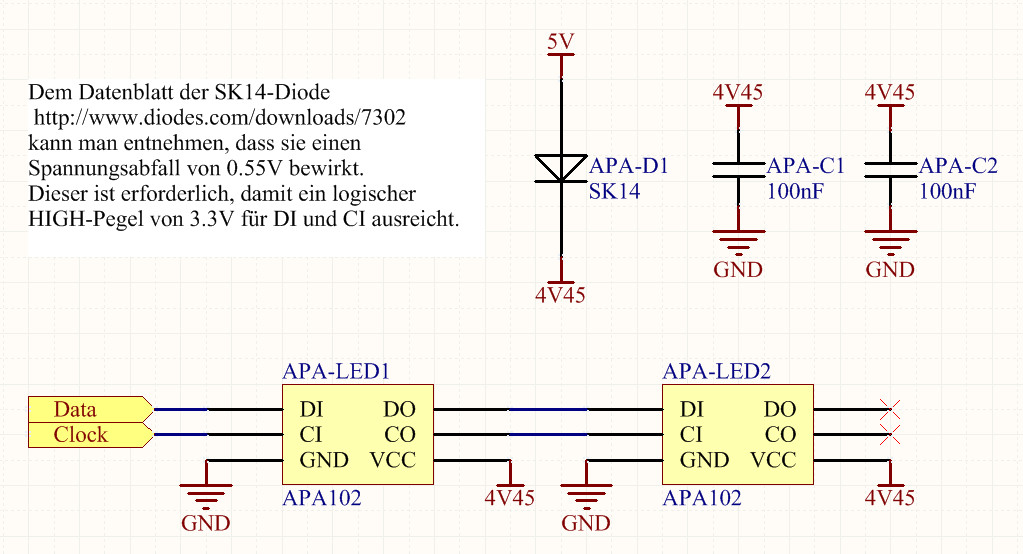 5V
Dem Datenblatt der SK14-Diode
http://www.diodes.com/downloads/7302
kann man entnehmen, dass sie einen
Spannungsabfall von 0.55V bewirkt.
Dieser ist erforderlich, damit ein logischer
HIGH-Pegel von 3.3V für DI und CI ausreicht.
APA-D1
SK14
4V45
4V45
APA-C1
100nF
GND
4V45
APA-C2
100nF
GND
Data
Clock
APA-LED1
DI DO
CI CO
GND VCC
APA102
GND
4V45
APA-LED2
DI DO
CI CO
GND VCC
APA102
GND
4V45